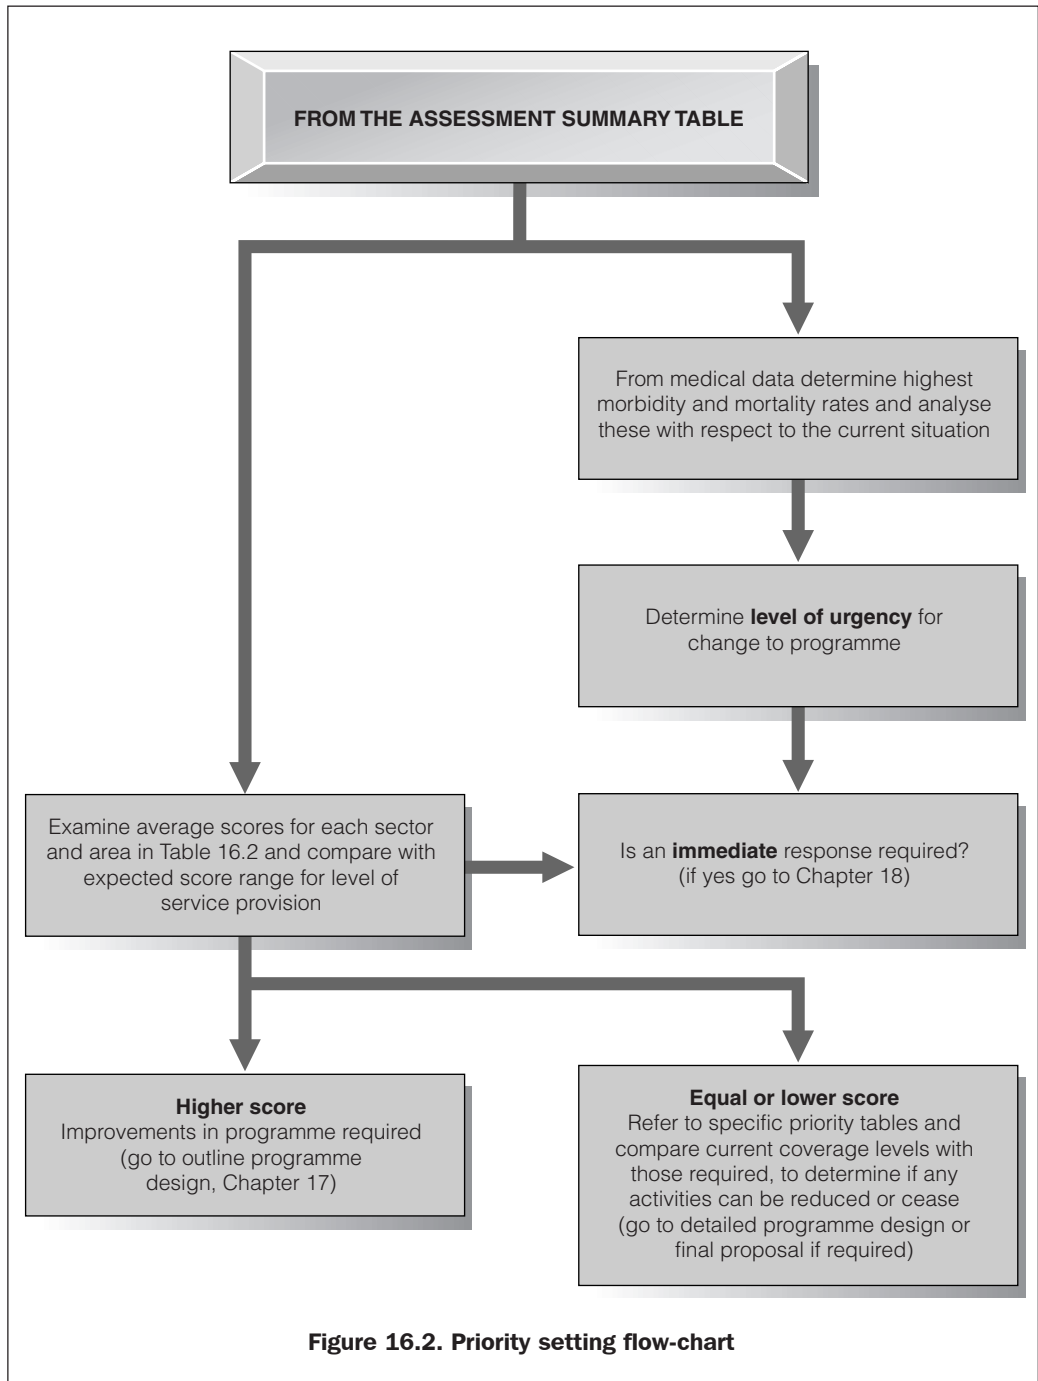 FROM THE ASSESSMENT SUMMARY TABLE
From medical data determine highest
morbidity and mortality rates and analyse
these with respect to the current situation
Determine level of urgency for
change to programme
Examine average scores for each sector
and area in Table 16.2 and compare with
expected score range for level of
service provision
Is an immediate response required?
(if yes go to Chapter 18)
Higher score
Improvements in programme required
(go to outline programme
design, Chapter 17)
Equal or lower score
Refer to specific priority tables and
compare current coverage levels with
those required, to determine if any
activities can be reduced or cease
(go to detailed programme design or
final proposal if required)
Figure 16.2. Priority setting flow-chart